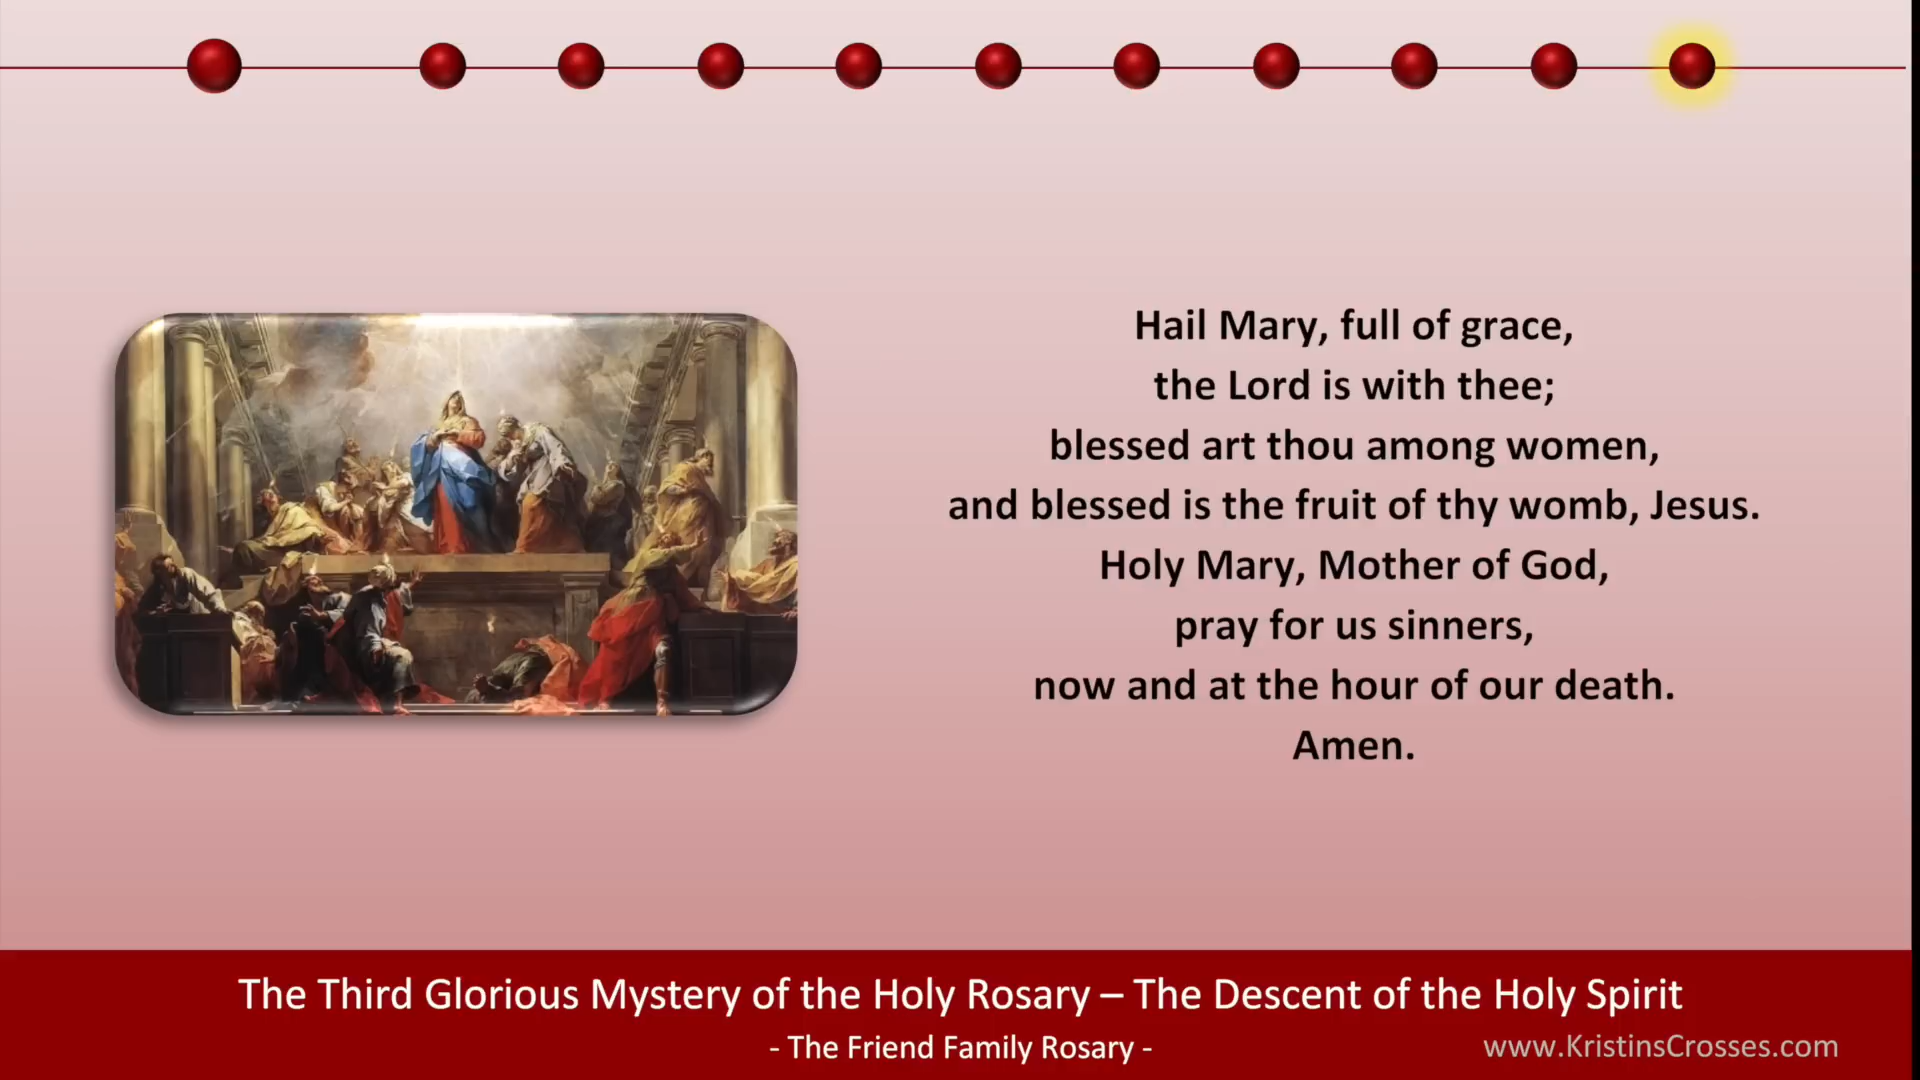 Hail Mary, full of grace,
the Lord is with thee;
blessed art thou among women,
and blessed is the fruit of thy womb, Jesus.
Holy Mary, Mother of God,
pray for us sinners,
now and at the hour of our death.
Amen.
The Third Glorious Mystery of the Holy Rosary – The Descent of the Holy Spirit
- The Friend Family Rosary -
www.KristinsCrosses.com